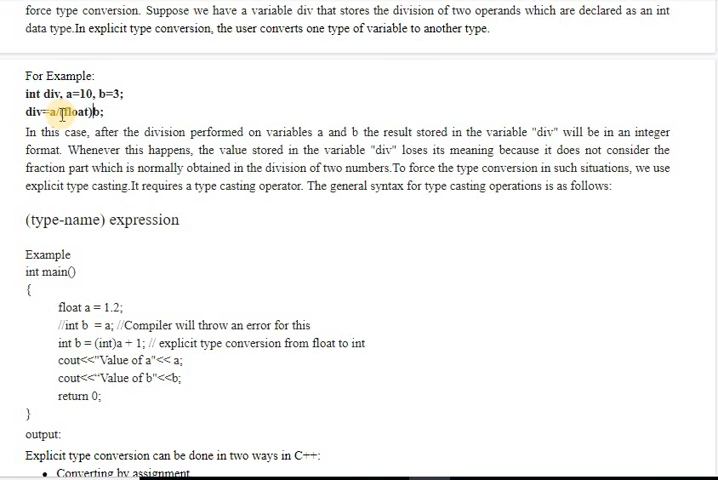 force type conversion. Suppose we have a variable div that stores the division of two operands which are declared as an int
data type.In explicit type conversion, the user converts one type of variable to another type.
For Example:
int div, a=10, b=3;
div=a/(float)b;
In this case, after the division performed on variables a and b the result stored in the variable "div" will be in an integer
format. Whenever this happens, the value stored in the variable "div" loses its meaning because it does not consider the
fraction part which is normally obtained in the division of two numbers.To force the type conversion in such situations, we use
explicit type casting.It requires a type casting operator. The general syntax for type casting operations is as follows:
(type-name) expression
Example
int main()
{
float a = 1.2;
//int b  = a; //Compiler will throw an error for this
int b = (int)a + 1; // explicit type conversion from float to int
cout<<"Value of a"<< a;
cout<<"Value of b"<<b;
return 0;
}
output:
Explicit type conversion can be done in two ways in C++:
• Converting by assignment